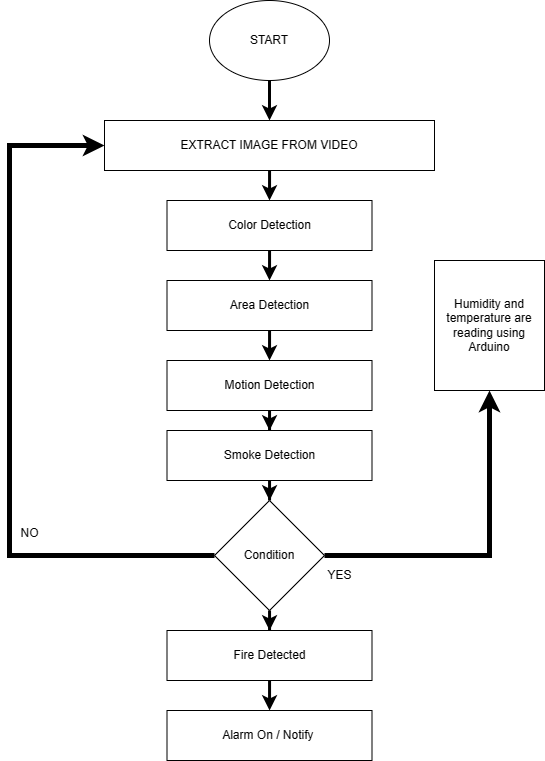 START
EXTRACT IMAGE FROM VIDEO
Color Detection
Area Detection
Humidity and
temperature are
reading using
Arduino
Motion Detection
Smoke Detection
NO
Condition
YES
Fire Detected
Alarm On / Notify